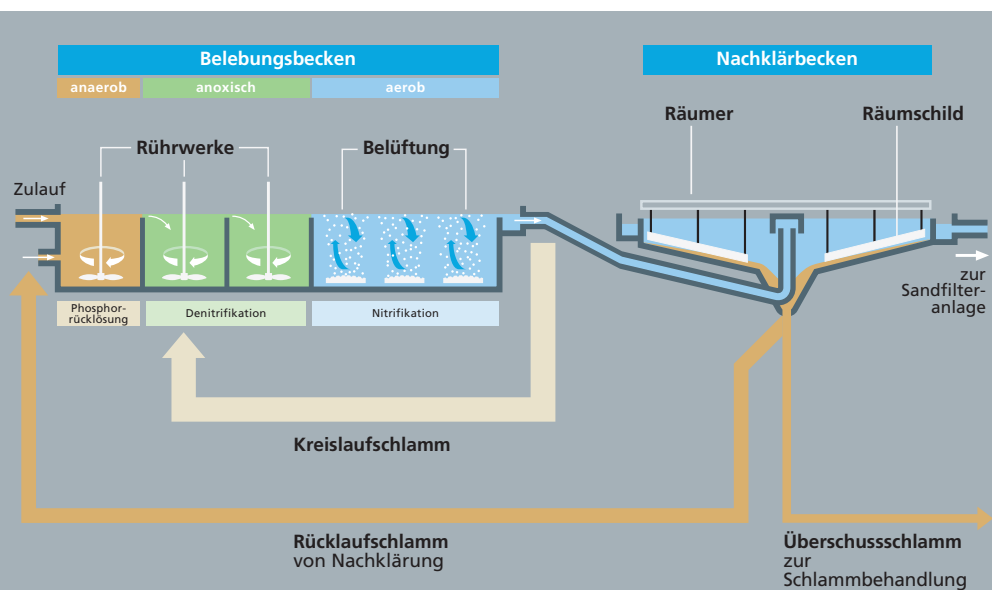 Belebungsbecken
Nachklärbecken
anaerob
anoxisch
aerob
Räumer
Räumschild
Rührwerke
Belüftung
Zulauf
zur
Sandfilter-
anlage
Phosphor-
rücklösung
Denitrifikation
Nitrifikation
Kreislaufschlamm
Rücklaufschlamm
von Nachklärung
Überschussschlamm
zur
Schlammbehandlung